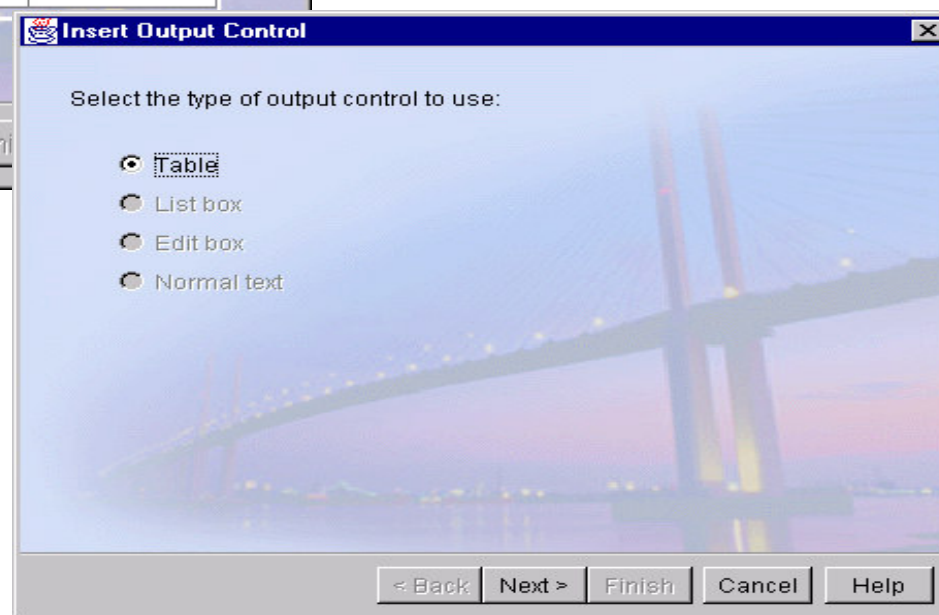 Insert Output Control
Select the type of output control to use:
Table
List box
Edit box
Normal text
< Back Next > Finish Cancel Help